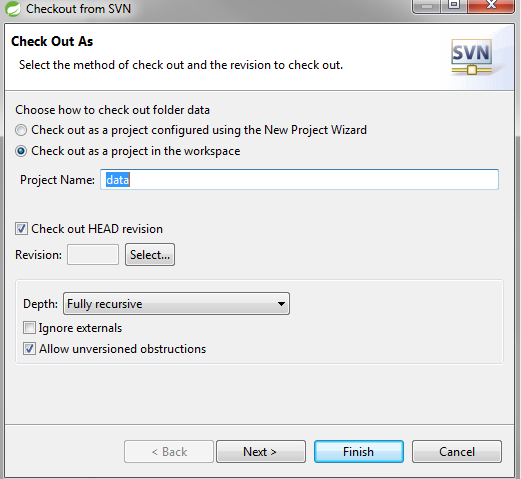 Checkout from SVN
Check Out As
Select the method of check out and the revision to check out.
SVN
Choose how to check out folder data
Check out as a project configured using the New Project Wizard
Check out as a project in the workspace
Project Name: data
Check out HEAD revision
Revision: Select...
Depth: Fully recursive
Ignore externals
Allow unversioned obstructions
< Back Next > Finish Cancel